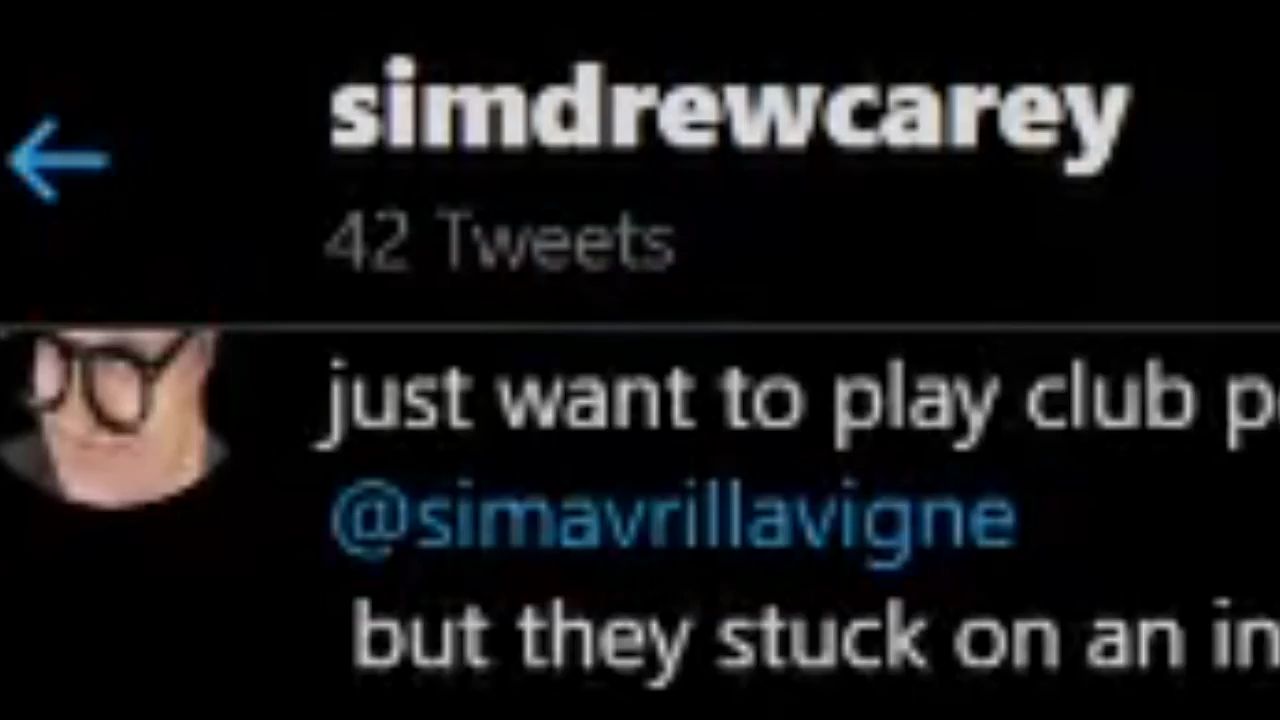 simdrewcarey
42 Tweets
just want to play club p
@simavrillavigne
but they stuck on an in